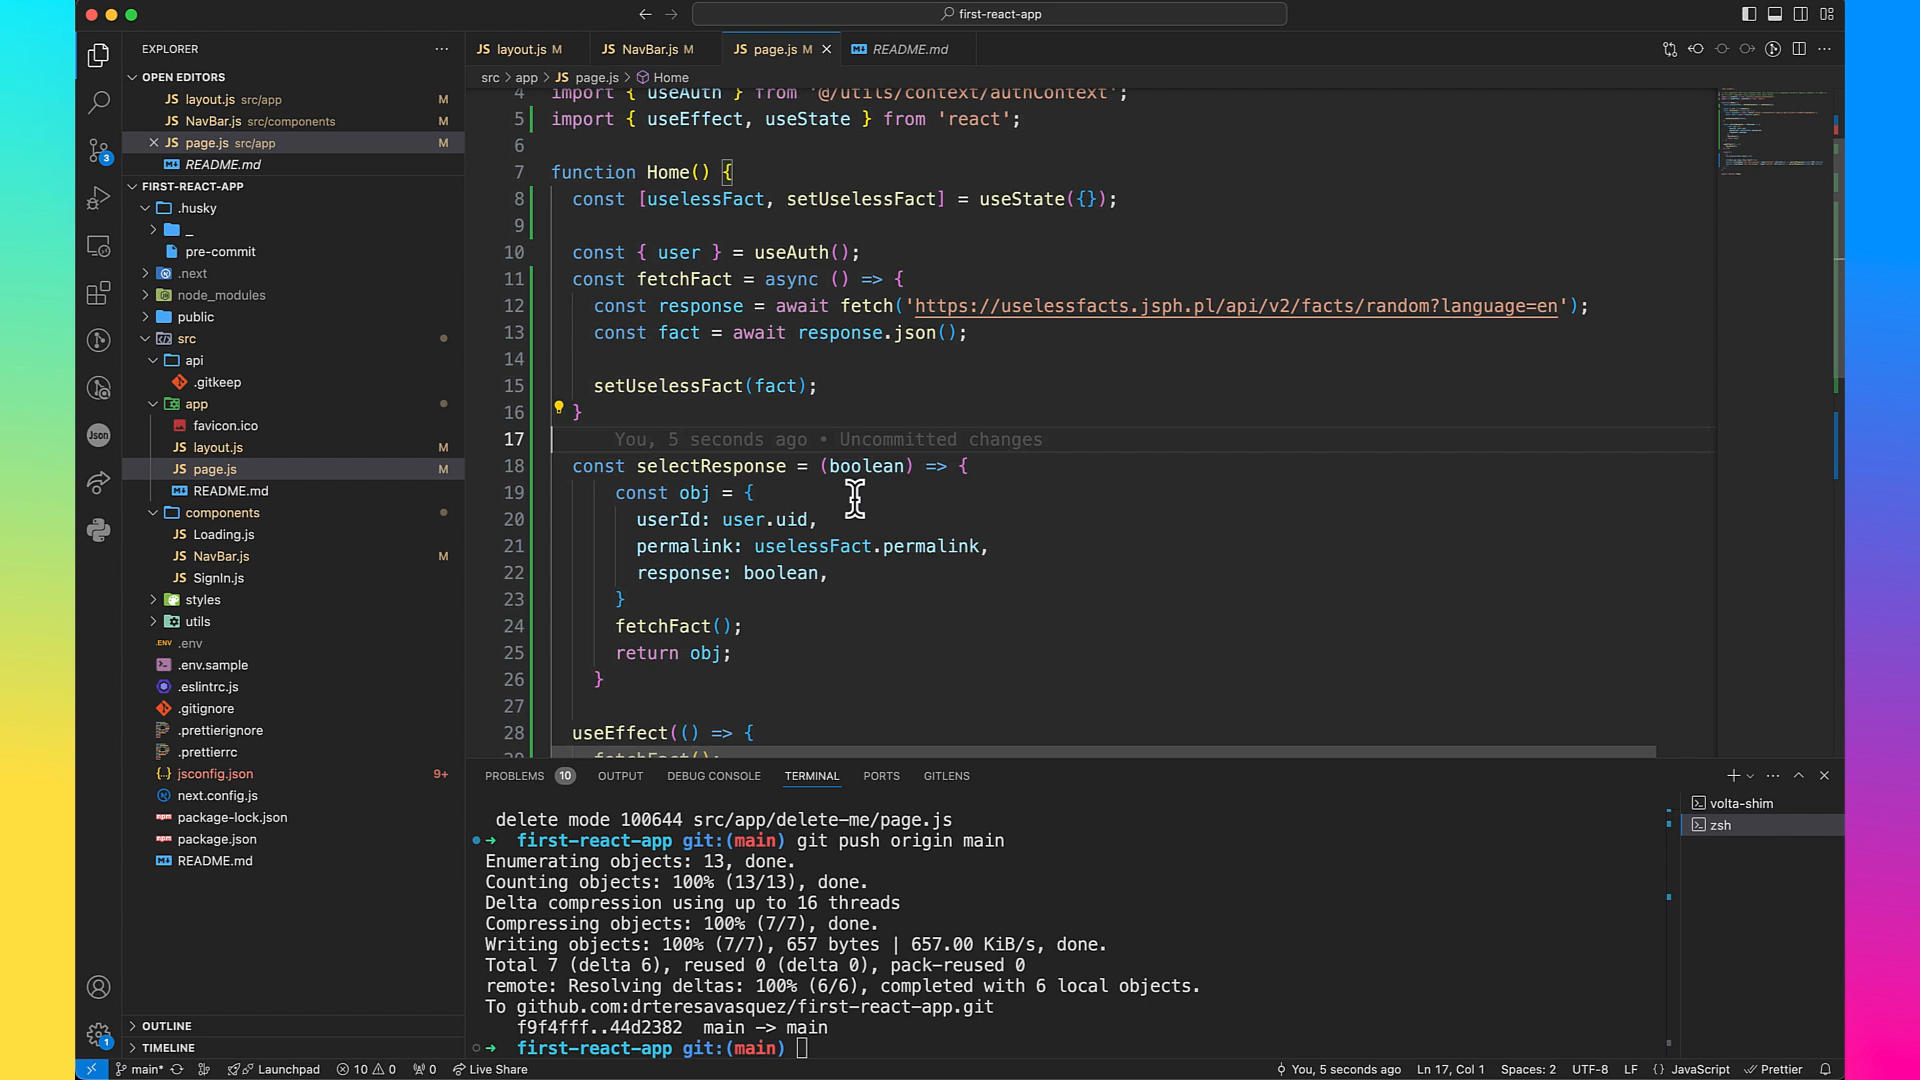 first-react-app
EXPLORER
OPEN EDITORS
JS layout.js src/app M
JS NavBar.js src/components M
JS page.js src/app M
README.md
FIRST-REACT-APP
.husky
_
pre-commit
.next
node_modules
public
src
api
.gitkeep
app
favicon.ico
JS layout.js M
JS page.js M
README.md
components
JS Loading.js
JS NavBar.js M
JS SignIn.js
styles
utils
.ENV .env
.env.sample
.eslintrc.js
.gitignore
.prettierignore
.prettierrc
{..} jsconfig.json 9+
next.config.js
package-lock.json
package.json
README.md
OUTLINE
TIMELINE
3
Json
1
JS layout.js M JS NavBar.js M JS page.js M README.md
src > app > JS page.js > Home
4 import { useAuth } from '@/utils/context/authContext';
5 import { useEffect, useState } from 'react';
6
7 function Home() {
8 const [uselessFact, setUselessFact] = useState({});
9
10 const { user } = useAuth();
11 const fetchFact = async () => {
12 const response = await fetch('https://uselessfacts.jsph.pl/api/v2/facts/random?language=en');
13 const fact = await response.json();
14
15 setUselessFact(fact);
16 }
17 You, 5 seconds ago • Uncommitted changes
18 const selectResponse = (boolean) => {
19 const obj = {
20 userId: user.uid,
21 permalink: uselessFact.permalink,
22 response: boolean,
23 }
24 fetchFact();
25 return obj;
26 }
27
28 useEffect(() => {
29 fetchFact();
PROBLEMS 10 OUTPUT DEBUG CONSOLE TERMINAL PORTS GITLENS
delete mode 100644 src/app/delete-me/page.js
➜ first-react-app git:(main) git push origin main
Enumerating objects: 13, done.
Counting objects: 100% (13/13), done.
Delta compression using up to 16 threads
Compressing objects: 100% (7/7), done.
Writing objects: 100% (7/7), 657 bytes | 657.00 KiB/s, done.
Total 7 (delta 6), reused 0 (delta 0), pack-reused 0
remote: Resolving deltas: 100% (6/6), completed with 6 local objects.
To github.com:drteresavasquez/first-react-app.git
f9f4fff..44d2382 main -> main
➜ first-react-app git:(main)
volta-shim
zsh
main* Launchpad 10 0 0 Live Share You, 5 seconds ago Ln 17, Col 1 Spaces: 2 UTF-8 LF {} JavaScript Prettier